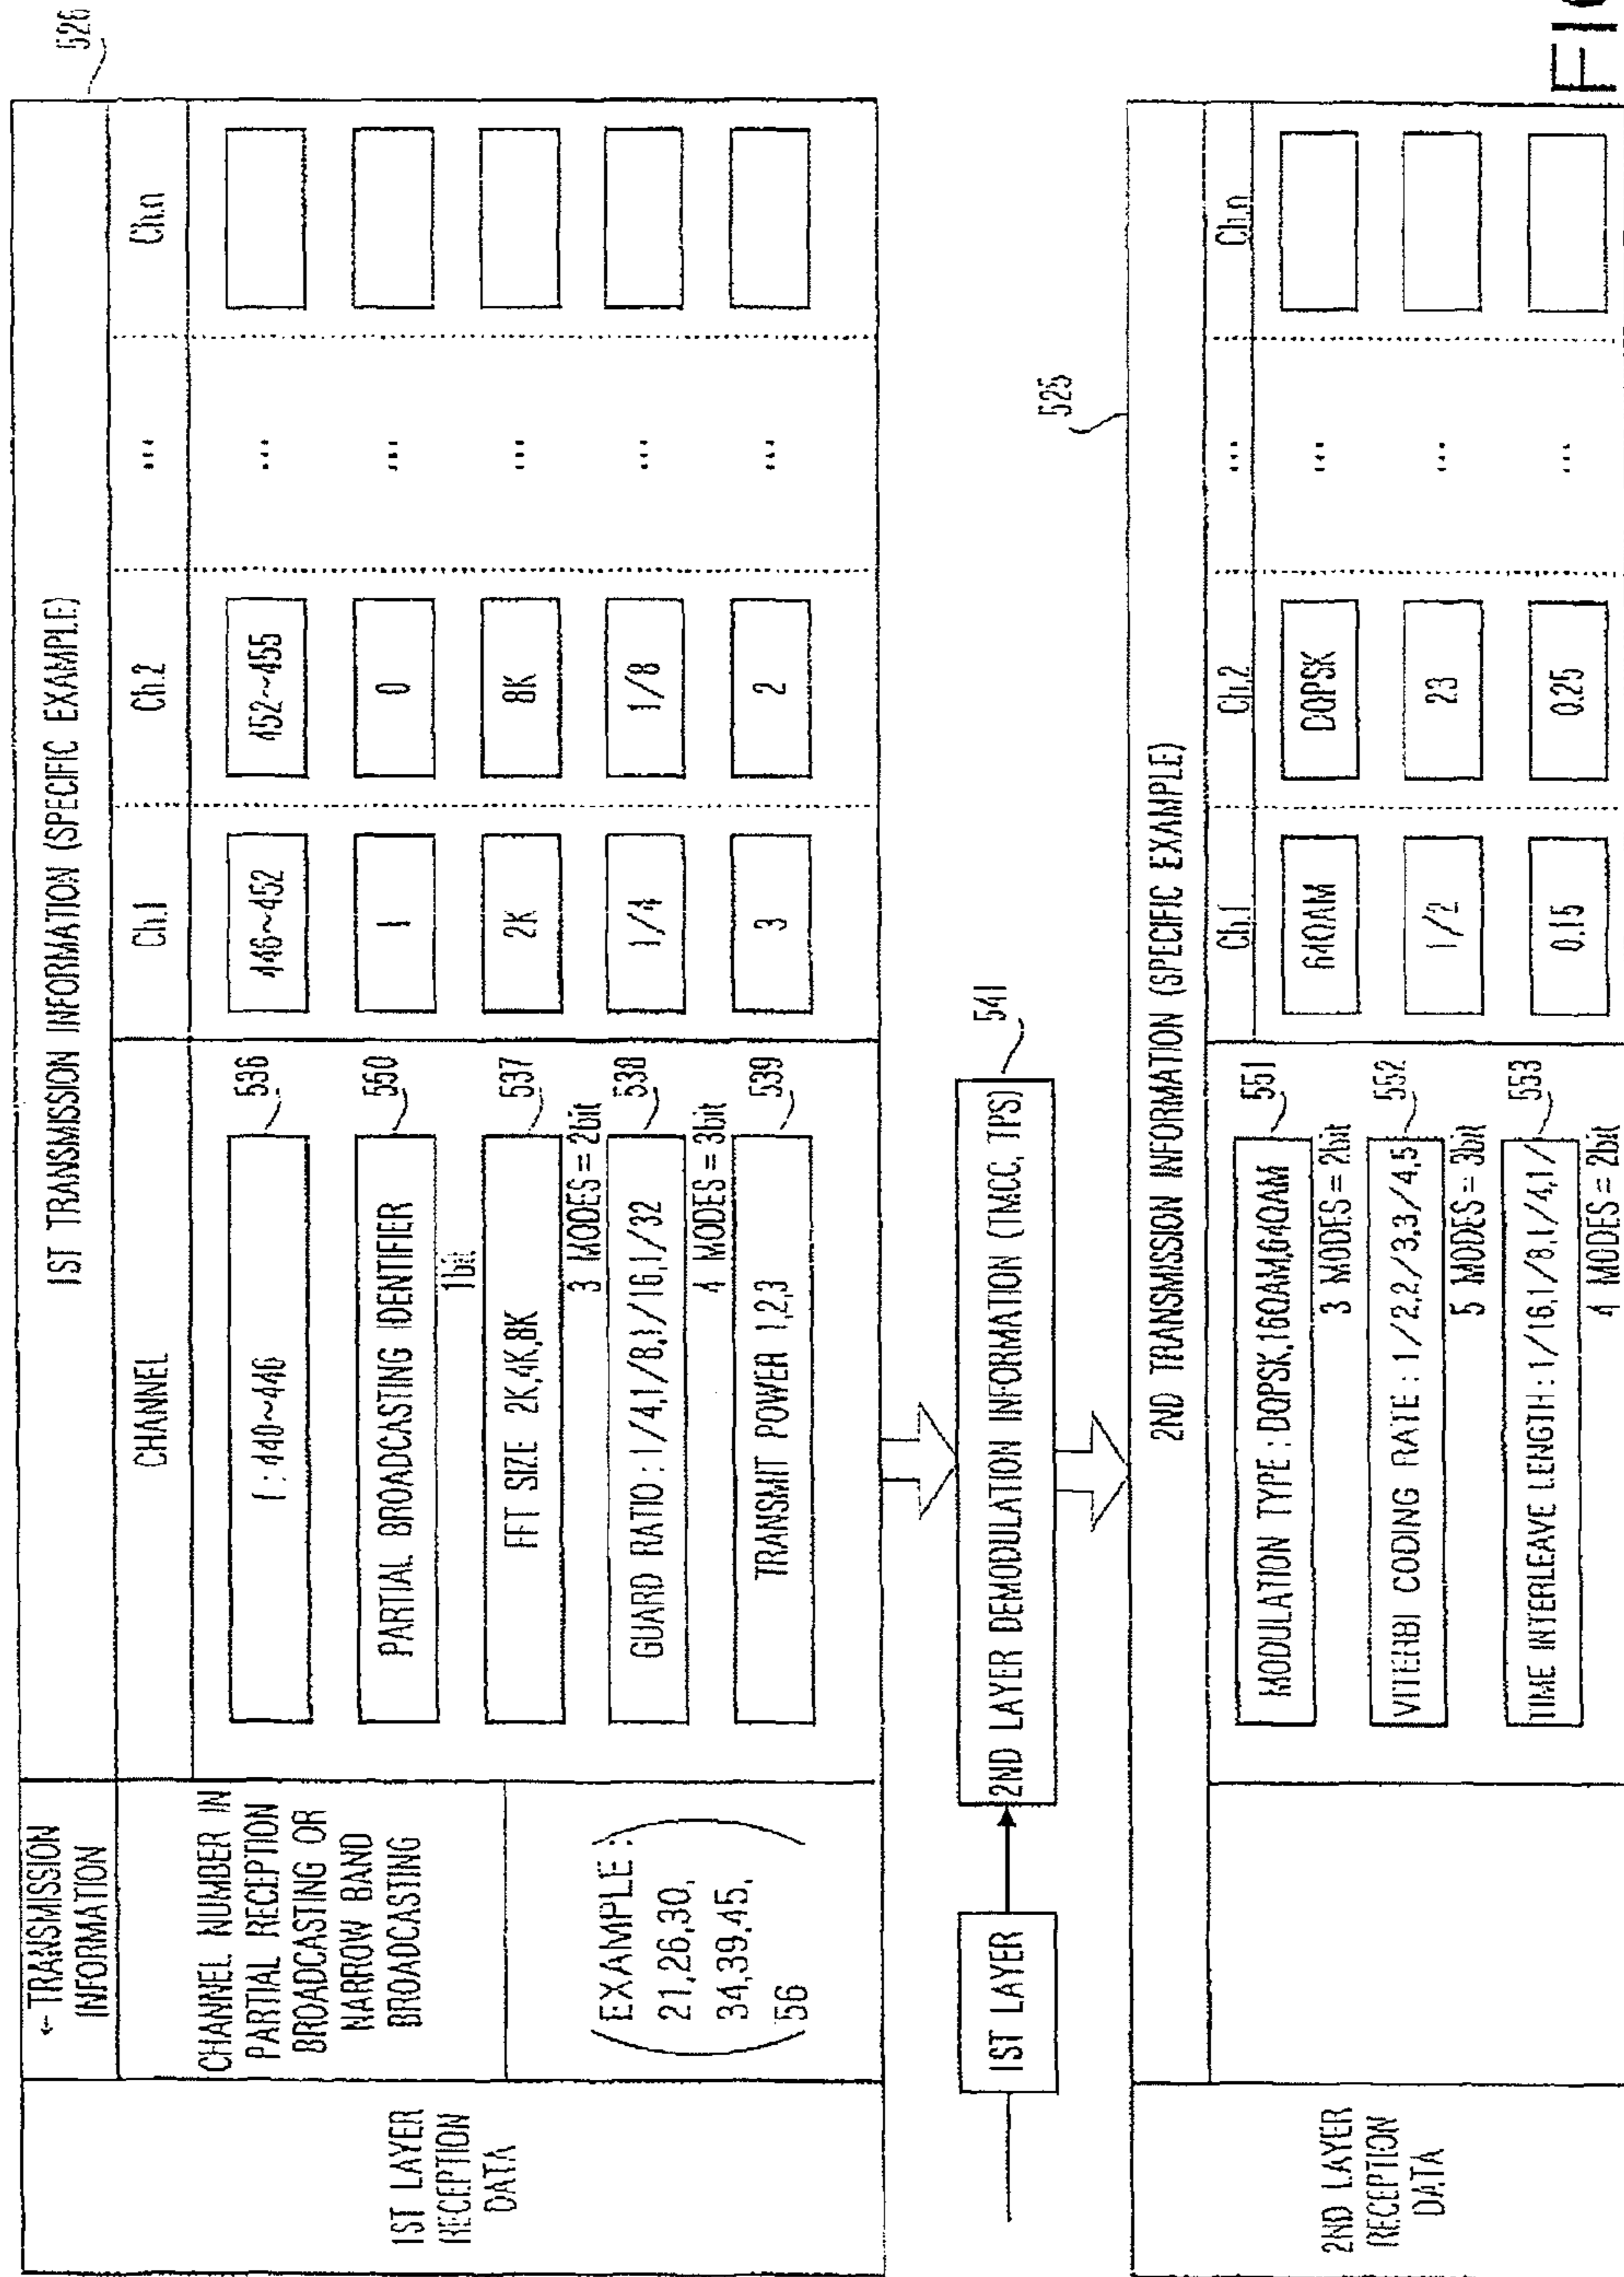 1ST TRANSMISSION INFORMATION (SPECIFIC EXAMPLE)
526
← TRANSMISSION
INFORMATION
CHANNEL
Ch.1
Ch.2
...
Ch.n
1ST LAYER
RECEPTION
DATA
CHANNEL NUMBER IN
PARTIAL RECEPTION
BROADCASTING OR
NARROW BAND
BROADCASTING
(EXAMPLE :
21,26,30,
34,39,45,
56)
536
446~452
452~455
...
PARTIAL BROADCASTING IDENTIFIER
550
1bit
1
0
...
FFT SIZE 2K,4K,8K
537
3 MODES = 2bit
2K
8K
...
GUARD RATIO : 1/4,1/8,1/16,1/32
538
4 MODES = 3bit
1/4
1/8
...
TRANSMIT POWER 1,2,3
539
3
2
...
1ST LAYER
2ND LAYER DEMODULATION INFORMATION (TMCC, TPS)
541
2ND TRANSMISSION INFORMATION (SPECIFIC EXAMPLE)
525
Ch.1
Ch.2
...
Ch.n
2ND LAYER
RECEPTION
DATA
MODULATION TYPE : DQPSK,16QAM,64QAM
551
3 MODES = 2bit
64QAM
DQPSK
...
VITERBI CODING RATE : 1/2,2/3,3/4,5
552
5 MODES = 3bit
1/2
23
...
TIME INTERLEAVE LENGTH : 1/16,1/8,1/4,1/
553
4 MODES = 2bit
0.15
0.25
...